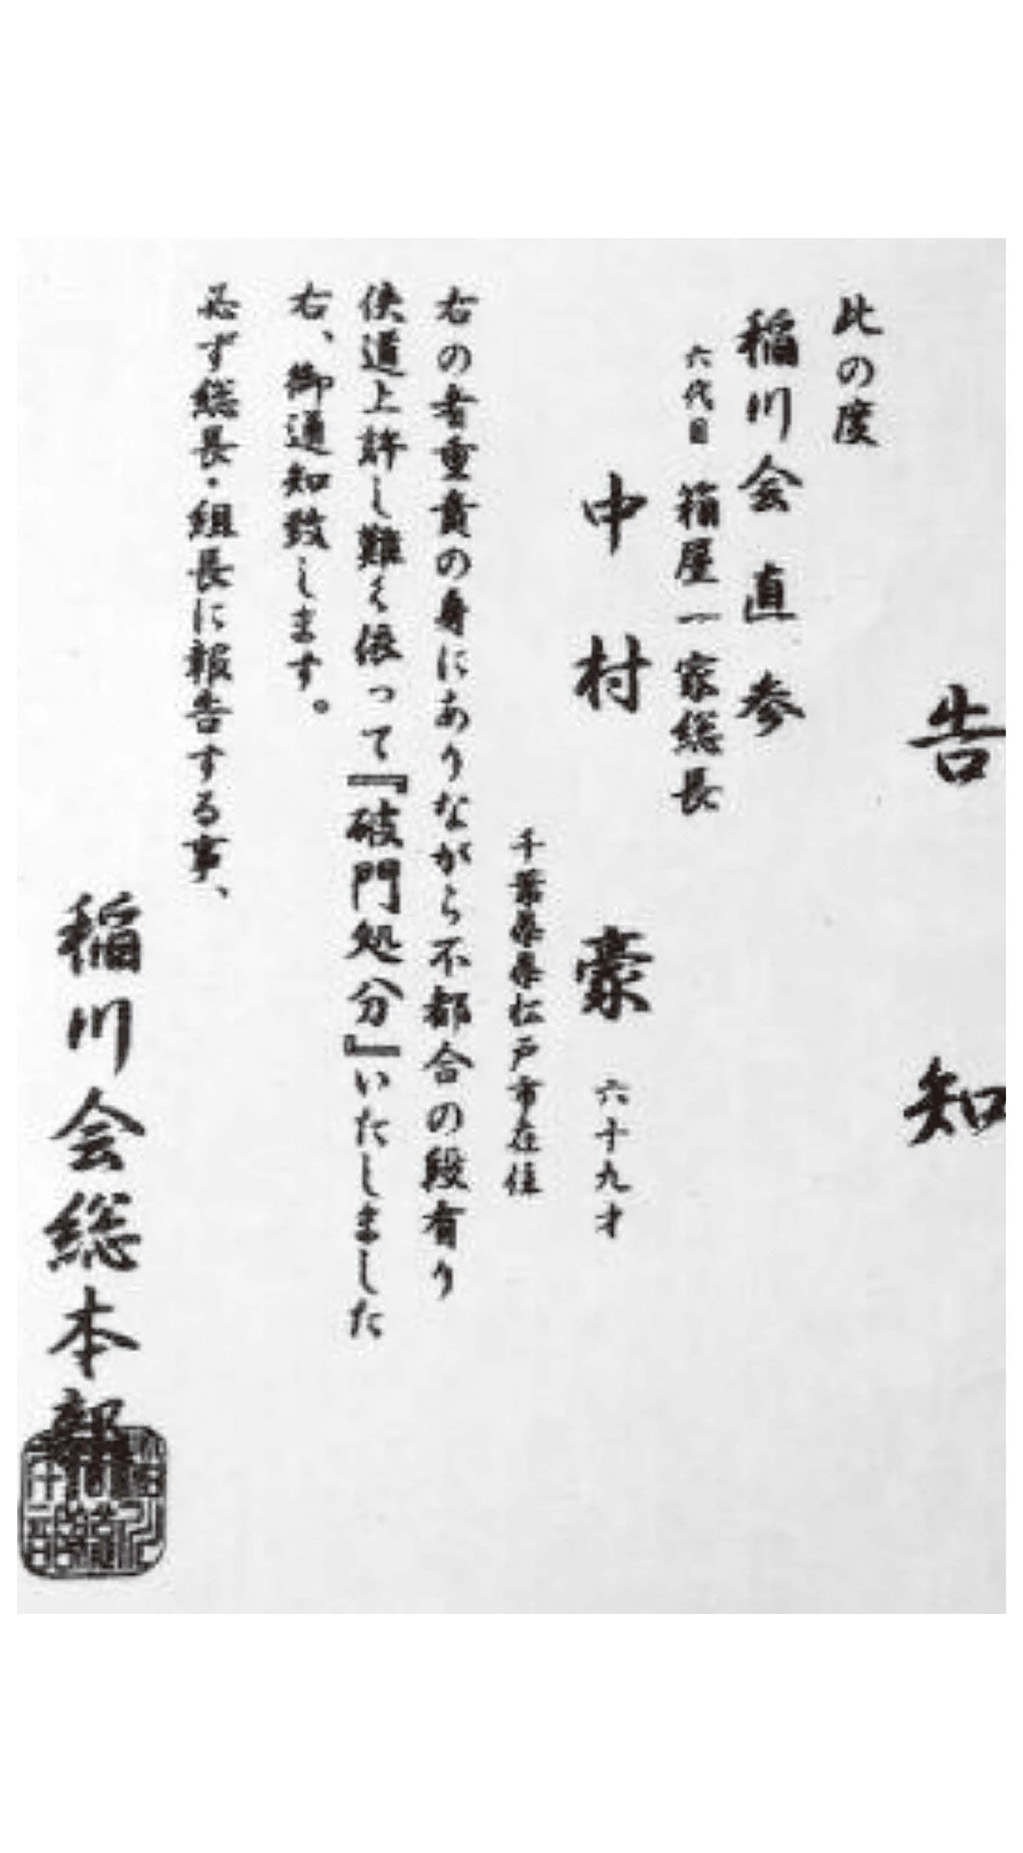 告知
此の度
稲川会直参
六代目 箱屋一家総長
中村豪 六十九才
千葉県県松戸市在住
右の者重責の身にありながら不都合の段有り
侠道上許し難く依って『破門処分』いたしました
右、御通知致します。
必ず総長・組長に報告する事、
稲川会総本部